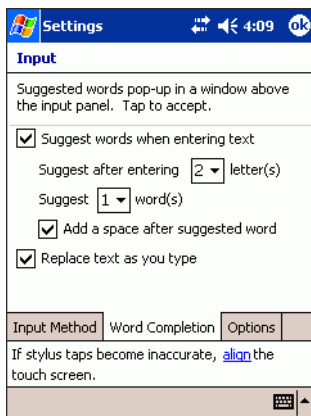 Settings 4:09 ok
Input
Suggested words pop-up in a window above
the input panel. Tap to accept.
Suggest words when entering text
Suggest after entering 2 letter(s)
Suggest 1 word(s)
Add a space after suggested word
Replace text as you type
Input Method Word Completion Options
If stylus taps become inaccurate, align the
touch screen.